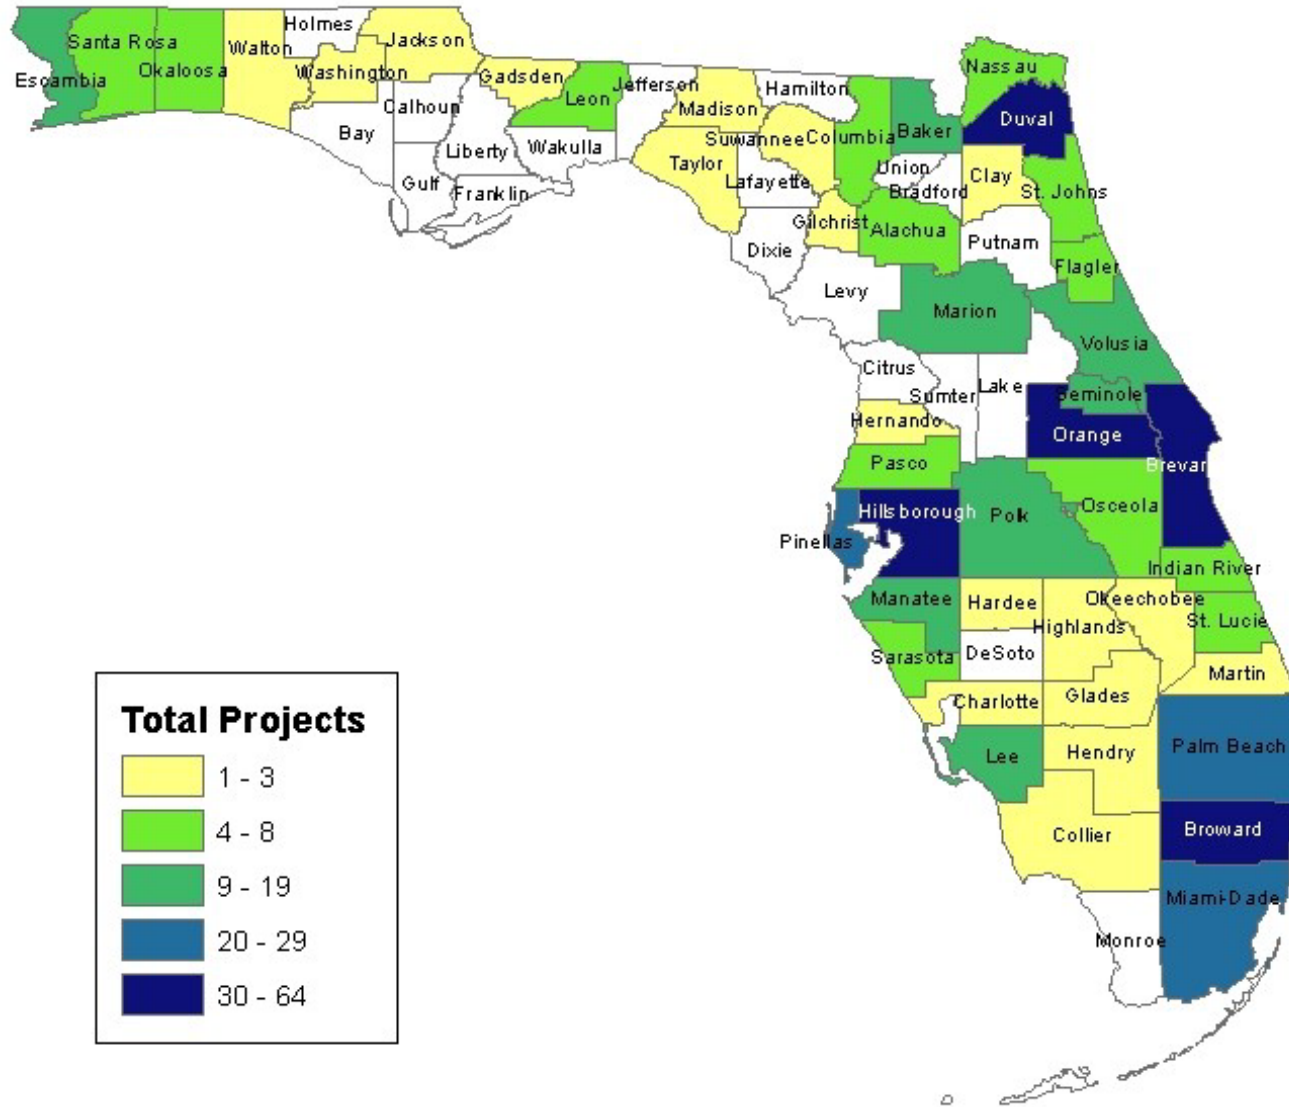 Holmes
Santa Rosa
Jackson
Walton
Okaloosa
Washington
Escambia
Gadsden
Nassau
Jefferson
Hamilton
Leon
Calhoun
Madison
Duval
Bay
Columbia
Baker
Suwannee
Liberty
Wakulla
Taylor
Union
Clay
Gulf
Lafayette
Franklin
Bradford
St. Johns
Gilchrist
Alachua
Dixie
Putnam
Flagler
Levy
Marion
Volusia
Citrus
Lake
Sumter
Seminole
Hernando
Orange
Pasco
Brevar
Hillsborough
Osceola
Polk
Pinellas
Indian River
Manatee
Hardee
Okeechobee
Highlands
St. Lucie
DeSoto
Sarasota
Martin
Glades
Charlotte
Total Projects
Palm Beach
Hendry
Lee
1 - 3
4 - 8
Broward
Collier
9 - 19
Miami-Dade
20 - 29
Monroe
30 - 64